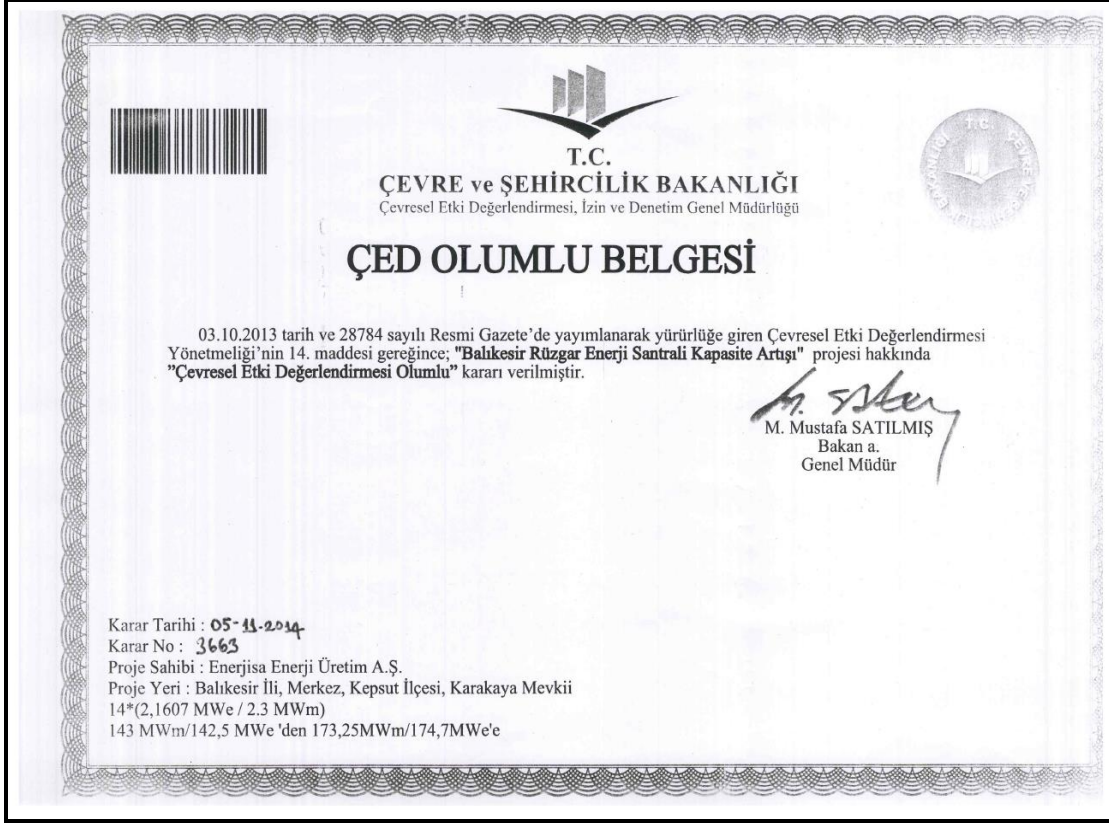 T.C.
ÇEVRE ve ŞEHİRCİLİK BAKANLIĞI
Çevresel Etki Değerlendirmesi, İzin ve Denetim Genel Müdürlüğü
T.C. ÇEVRE VE
ÇED OLUMLU BELGESİ
03.10.2013 tarih ve 28784 sayılı Resmi Gazete'de yayımlanarak yürürlüğe giren Çevresel Etki Değerlendirmesi
Yönetmeliği'nin 14. maddesi gereğince; "Balıkesir Rüzgar Enerji Santrali Kapasite Artışı" projesi hakkında
"Çevresel Etki Değerlendirmesi Olumlu" kararı verilmiştir.
M. Mustafa SATILMIŞ
Bakan a.
Genel Müdür
Karar Tarihi : 05-11-2014
Karar No : 3663
Proje Sahibi : Enerjisa Enerji Üretim A.Ş.
Proje Yeri : Balıkesir İli, Merkez, Kepsut İlçesi, Karakaya Mevkii
14*(2,1607 MWe / 2.3 MWm)
143 MWm/142,5 MWe 'den 173,25MWm/174,7MWe'e